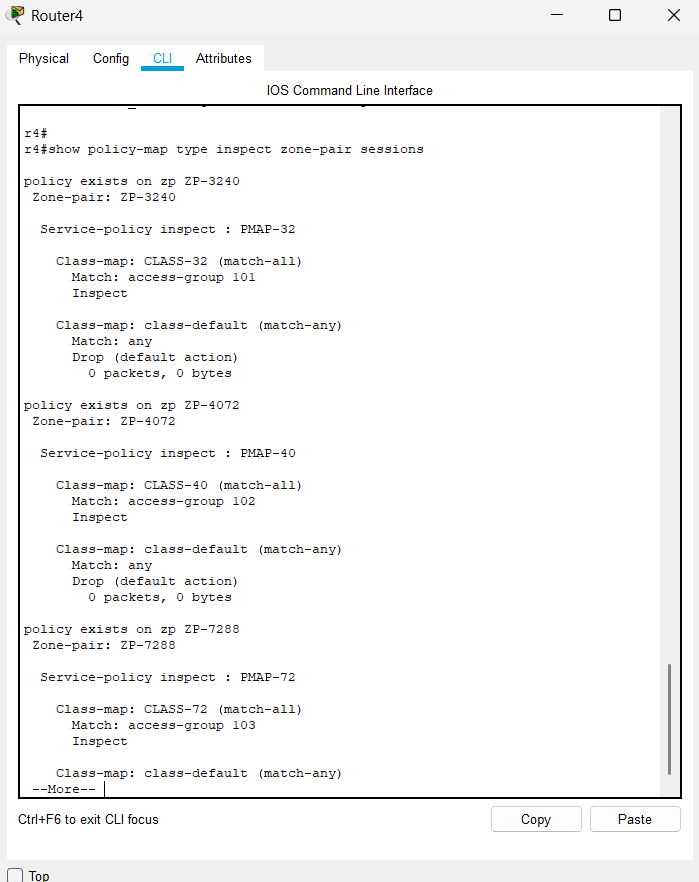 Router4
Physical Config CLI Attributes
IOS Command Line Interface
r4#
r4#show policy-map type inspect zone-pair sessions
policy exists on zp ZP-3240
Zone-pair: ZP-3240
Service-policy inspect : PMAP-32
Class-map: CLASS-32 (match-all)
Match: access-group 101
Inspect
Class-map: class-default (match-any)
Match: any
Drop (default action)
0 packets, 0 bytes
policy exists on zp ZP-4072
Zone-pair: ZP-4072
Service-policy inspect : PMAP-40
Class-map: CLASS-40 (match-all)
Match: access-group 102
Inspect
Class-map: class-default (match-any)
Match: any
Drop (default action)
0 packets, 0 bytes
policy exists on zp ZP-7288
Zone-pair: ZP-7288
Service-policy inspect : PMAP-72
Class-map: CLASS-72 (match-all)
Match: access-group 103
Inspect
Class-map: class-default (match-any)
--More--
Ctrl+F6 to exit CLI focus
Copy Paste
Top